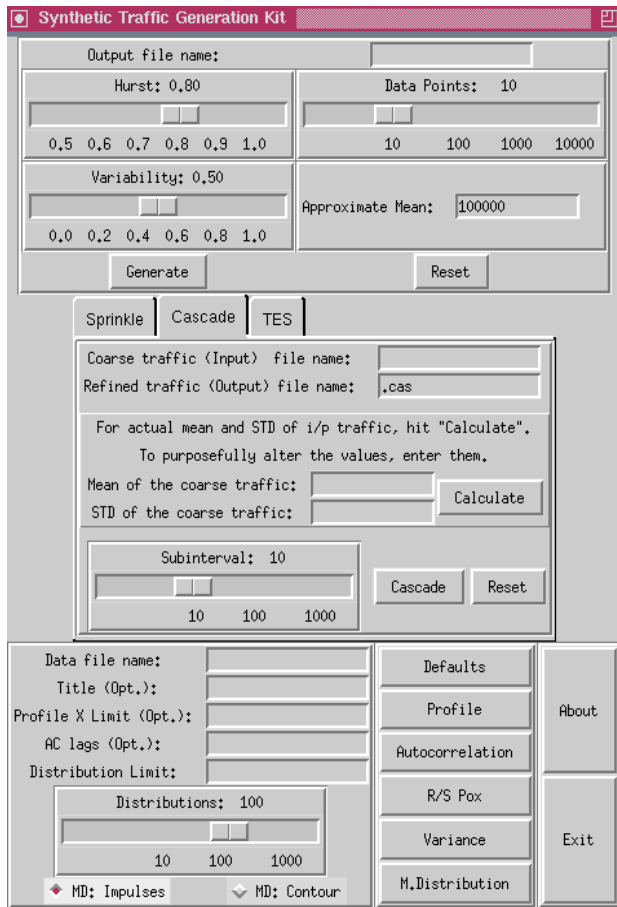 Synthetic Traffic Generation Kit
Output file name:
Hurst: 0.80
0.5 0.6 0.7 0.8 0.9 1.0
Data Points: 10
10 100 1000 10000
Variability: 0.50
0.0 0.2 0.4 0.6 0.8 1.0
Approximate Mean: 100000
Generate
Reset
Sprinkle Cascade TES
Coarse traffic (Input) file name:
Refined traffic (Output) file name: .cas
For actual mean and STD of i/p traffic, hit "Calculate".
To purposefully alter the values, enter them.
Mean of the coarse traffic:
STD of the coarse traffic:
Calculate
Subinterval: 10
10 100 1000
Cascade
Reset
Data file name:
Title (Opt.):
Profile X Limit (Opt.):
AC lags (Opt.):
Distribution Limit:
Distributions: 100
10 100 1000
MD: Impulses
MD: Contour
Defaults
Profile
Autocorrelation
R/S Pox
Variance
M.Distribution
About
Exit